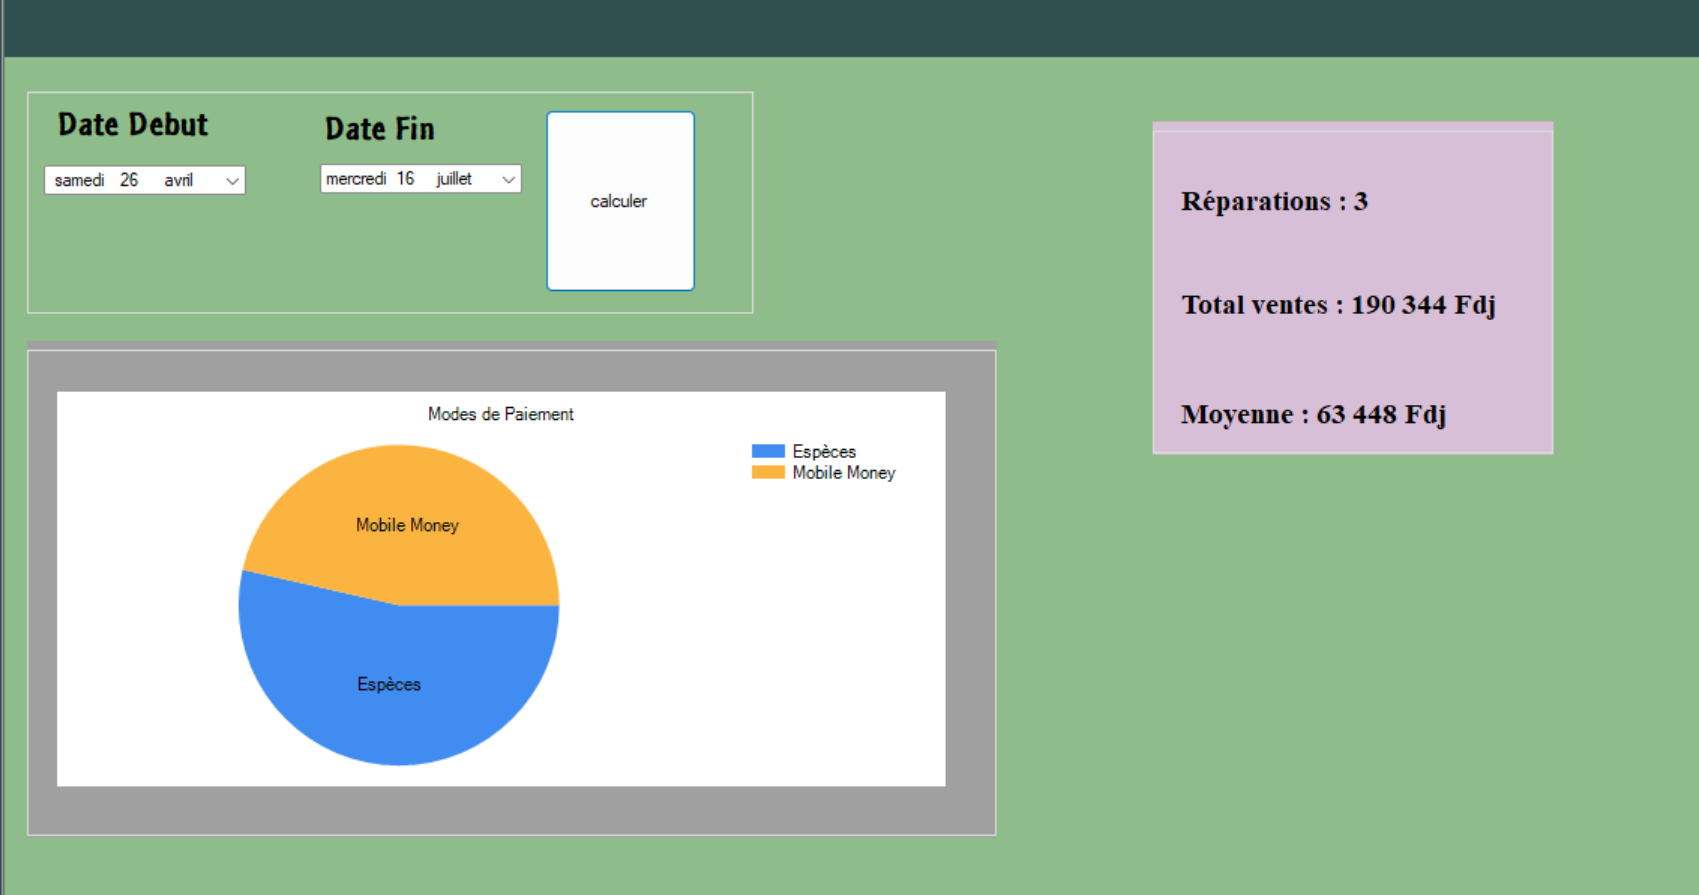 Date Debut
Date Fin
samedi 26 avril
mercredi 16 juillet
calculer
Réparations : 3
Total ventes : 190 344 Fdj
Moyenne : 63 448 Fdj
Modes de Paiement
Espèces
Mobile Money
Mobile Money
Espèces